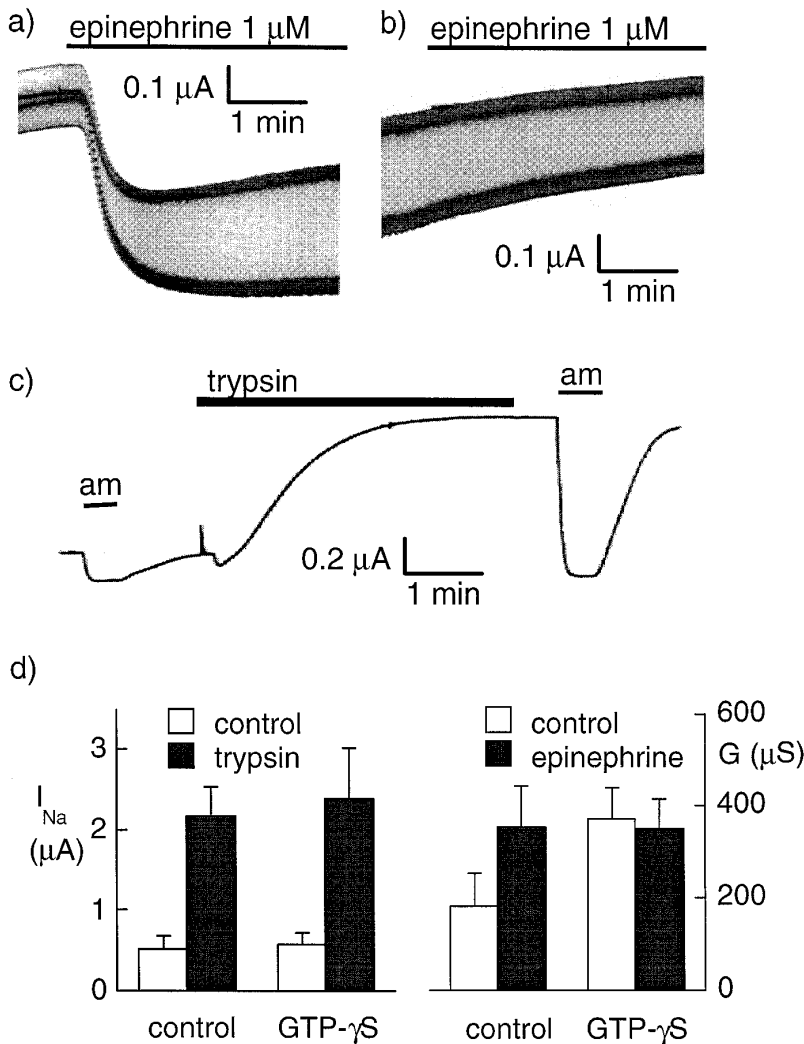 a)
epinephrine 1 μM
0.1 μA
1 min
b)
epinephrine 1 μM
0.1 μA
1 min
c)
trypsin
am
am
0.2 μA
1 min
d)
control
trypsin
3
2
1
0
I Na
(μA)
control
GTP-γS
control
epinephrine
600
G (μS)
400
200
0
control
GTP-γS